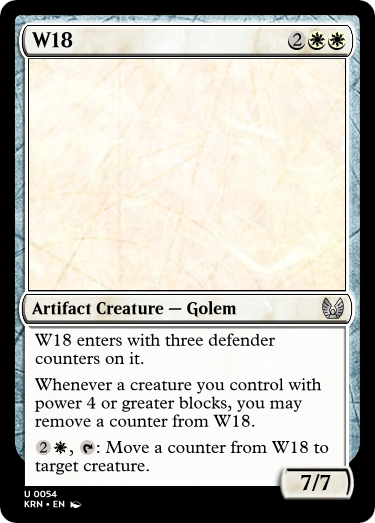 W18 2
Artifact Creature — Golem
W18 enters with three defender
counters on it.
Whenever a creature you control with
power 4 or greater blocks, you may
remove a counter from W18.
2 , : Move a counter from W18 to
target creature.
7/7
U 0054
KRN • EN